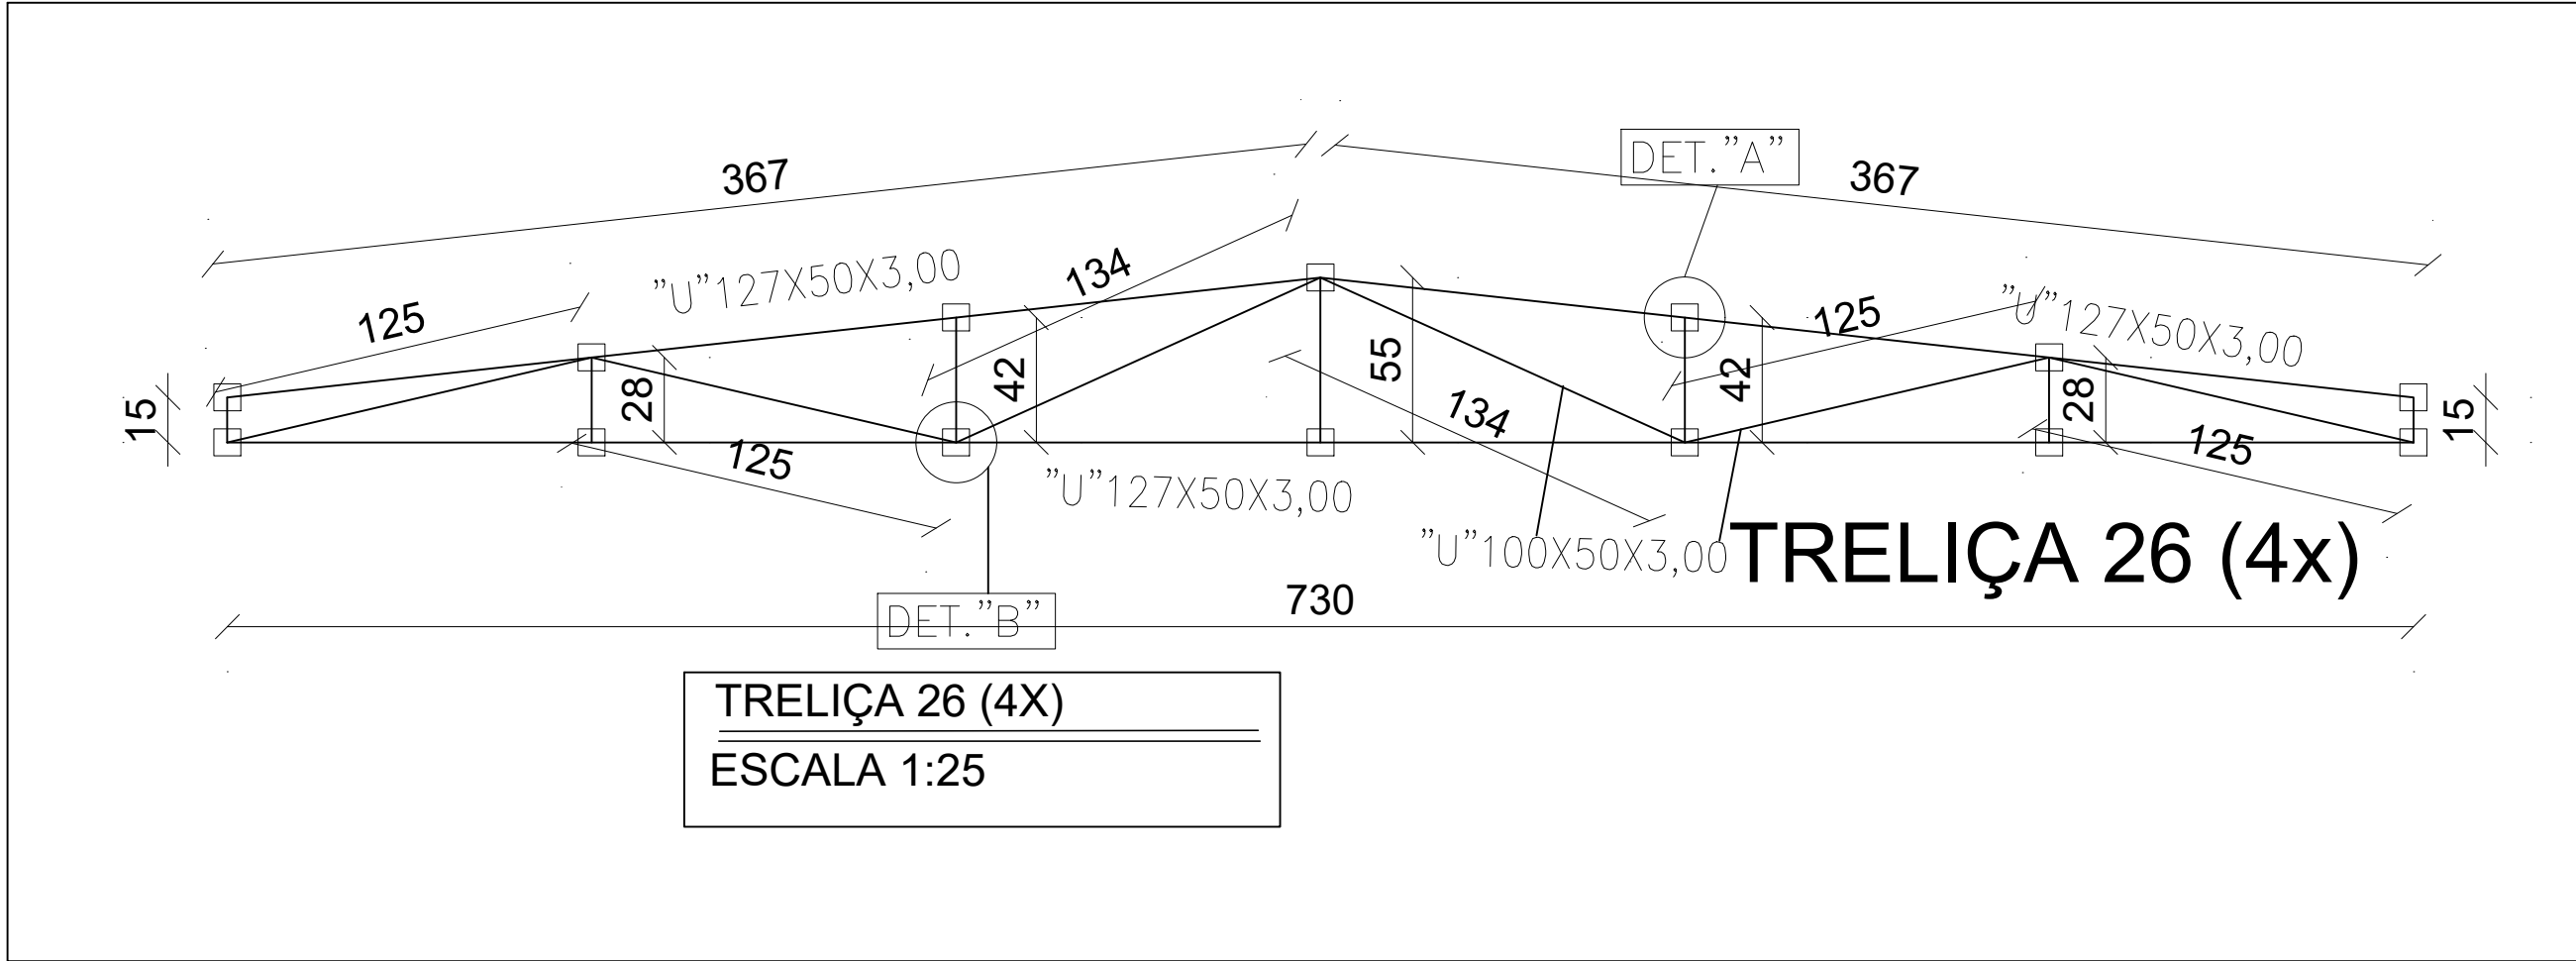 367
DET."A"
367
"U"127X50X3,00
134
125
125
"U"127X50X3,00
15
28
42
55
42
28
15
125
134
125
"U"127X50X3,00
"U"100X50X3,00
TRELIÇA 26 (4x)
730
DET."B"
TRELIÇA 26 (4X)
ESCALA 1:25